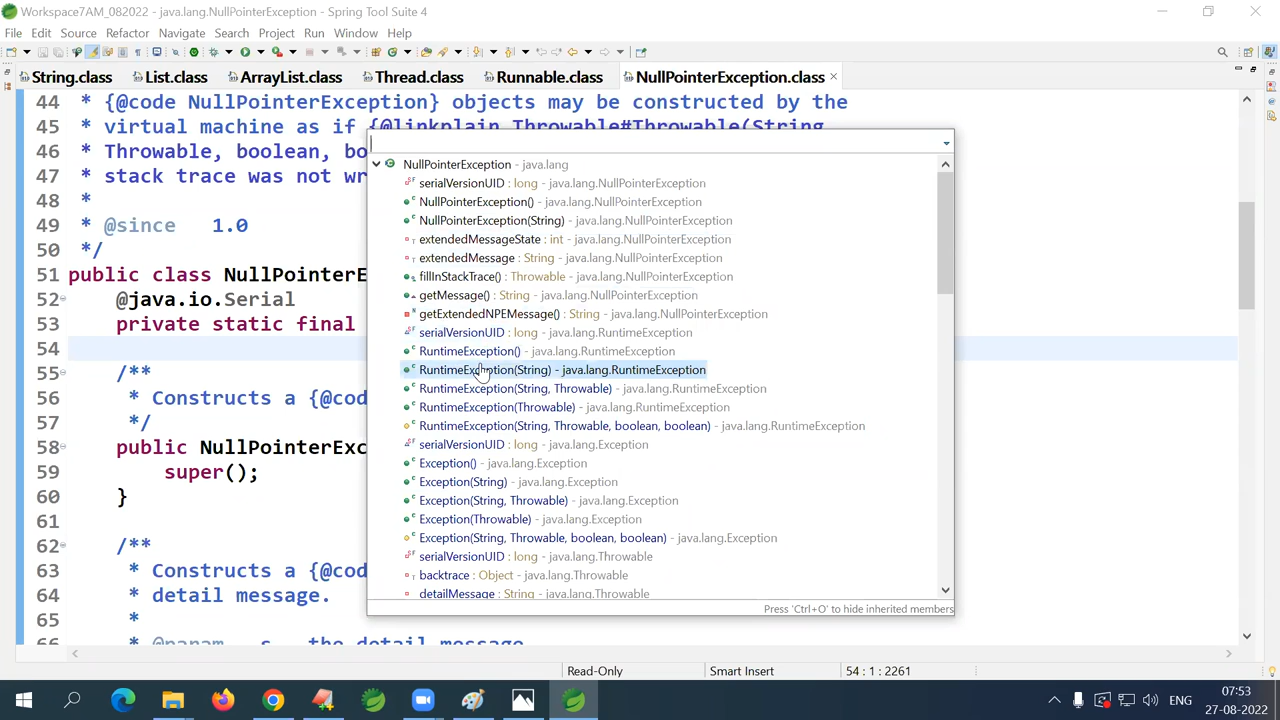 Workspace7AM_082022 - java.lang.NullPointerException - Spring Tool Suite 4
File Edit Source Refactor Navigate Search Project Run Window Help
String.class List.class ArrayList.class Thread.class Runnable.class NullPointerException.class
44 * {@code NullPointerException} objects may be constructed by the
45 * virtual machine as if {@linkplain Throwable#Throwable(String,
46 * Throwable, boolean, bo
47 * stack trace was not wr
48 *
49 * @since 1.0
50 */
51 public class NullPointerE
52 @java.io.Serial
53 private static final
54
55 /**
56 * Constructs a {@cod
57 */
58 public NullPointerExc
59 super();
60 }
61
62 /**
63 * Constructs a {@cod
64 * detail message.
65 *
66 * @param s the detail message
NullPointerException - java.lang
serialVersionUID : long - java.lang.NullPointerException
NullPointerException() - java.lang.NullPointerException
NullPointerException(String) - java.lang.NullPointerException
extendedMessageState : int - java.lang.NullPointerException
extendedMessage : String - java.lang.NullPointerException
fillInStackTrace() : Throwable - java.lang.NullPointerException
getMessage() : String - java.lang.NullPointerException
getExtendedNPEMessage() : String - java.lang.NullPointerException
serialVersionUID : long - java.lang.RuntimeException
RuntimeException() - java.lang.RuntimeException
RuntimeException(String) - java.lang.RuntimeException
RuntimeException(String, Throwable) - java.lang.RuntimeException
RuntimeException(Throwable) - java.lang.RuntimeException
RuntimeException(String, Throwable, boolean, boolean) - java.lang.RuntimeException
serialVersionUID : long - java.lang.Exception
Exception() - java.lang.Exception
Exception(String) - java.lang.Exception
Exception(String, Throwable) - java.lang.Exception
Exception(Throwable) - java.lang.Exception
Exception(String, Throwable, boolean, boolean) - java.lang.Exception
serialVersionUID : long - java.lang.Throwable
backtrace : Object - java.lang.Throwable
detailMessage : String - java.lang.Throwable
Press 'Ctrl+O' to hide inherited members
Read-Only Smart Insert 54 : 1 : 2261
ENG
07:53
27-08-2022